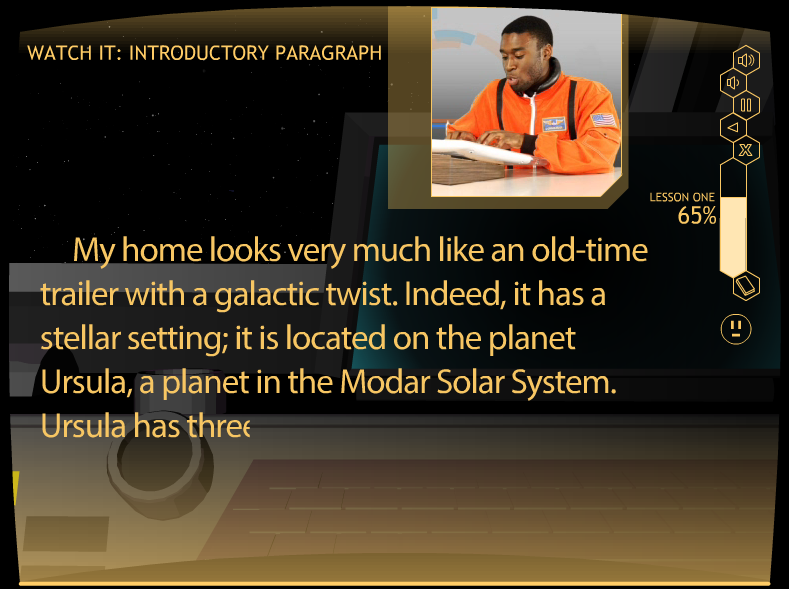 WATCH IT: INTRODUCTORY PARAGRAPH
LESSON ONE
65%
My home looks very much like an old-time
trailer with a galactic twist. Indeed, it has a
stellar setting; it is located on the planet
Ursula, a planet in the Modar Solar System.
Ursula has three